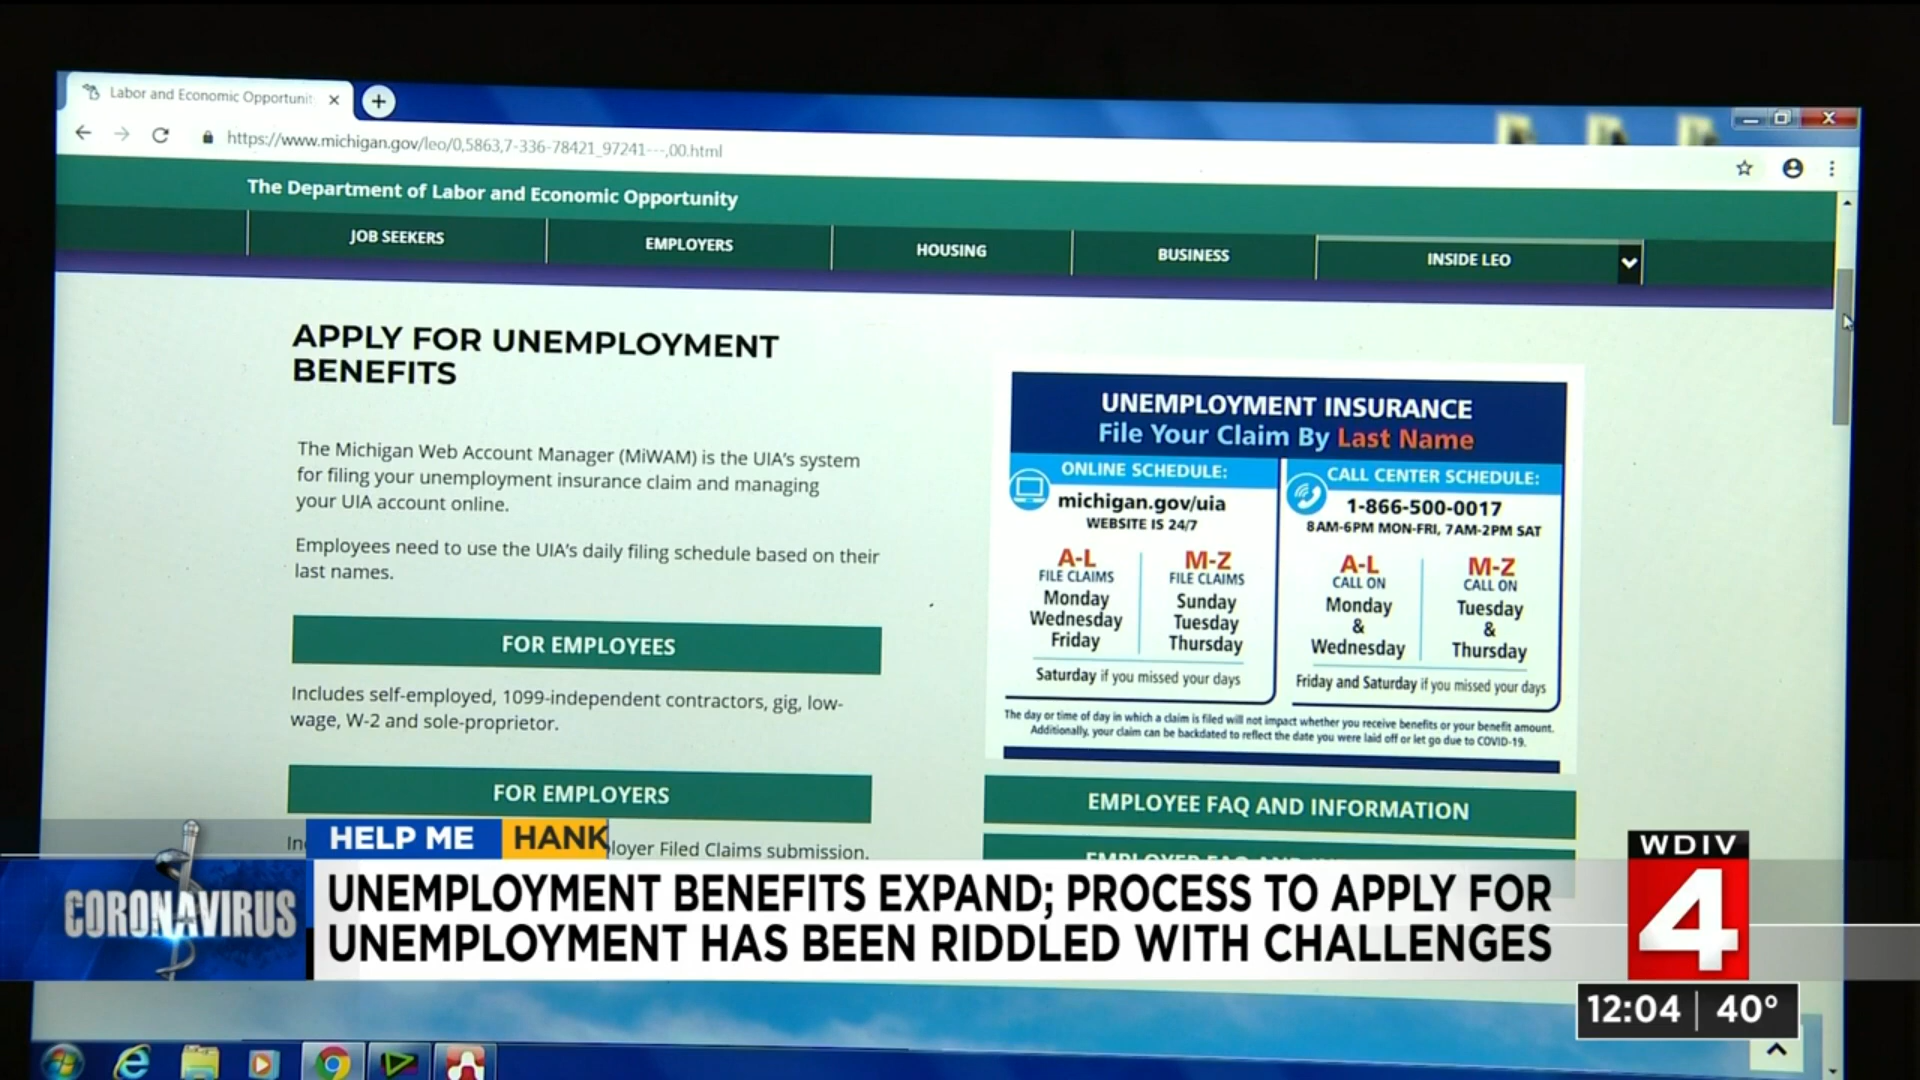 Labor and Economic Opportunit
https://www.michigan.gov/leo/0,5863,7-336-78421_97241---,00.html
The Department of Labor and Economic Opportunity
JOB SEEKERS
EMPLOYERS
HOUSING
BUSINESS
INSIDE LEO
APPLY FOR UNEMPLOYMENT
BENEFITS
The Michigan Web Account Manager (MiWAM) is the UIA's system
for filing your unemployment insurance claim and managing
your UIA account online.
Employees need to use the UIA's daily filing schedule based on their
last names.
FOR EMPLOYEES
Includes self-employed, 1099-independent contractors, gig, low-
wage, W-2 and sole-proprietor.
FOR EMPLOYERS
loyer Filed Claims submission.
UNEMPLOYMENT INSURANCE
File Your Claim By Last Name
ONLINE SCHEDULE:
michigan.gov/uia
WEBSITE IS 24/7
A-L
FILE CLAIMS
Monday
Wednesday
Friday
M-Z
FILE CLAIMS
Sunday
Tuesday
Thursday
Saturday if you missed your days
CALL CENTER SCHEDULE:
1-866-500-0017
8AM-6PM MON-FRI, 7AM-2PM SAT
A-L
CALL ON
Monday
&
Wednesday
M-Z
CALL ON
Tuesday
&
Thursday
Friday and Saturday if you missed your days
The day or time of day in which a claim is filed will not impact whether you receive benefits or your benefit amount.
Additionally, your claim can be backdated to reflect the date you were laid off or let go due to COVID-19.
EMPLOYEE FAQ AND INFORMATION
HELP ME HANK
CORONAVIRUS
UNEMPLOYMENT BENEFITS EXPAND; PROCESS TO APPLY FOR
UNEMPLOYMENT HAS BEEN RIDDLED WITH CHALLENGES
WDIV
4
12:04 40°